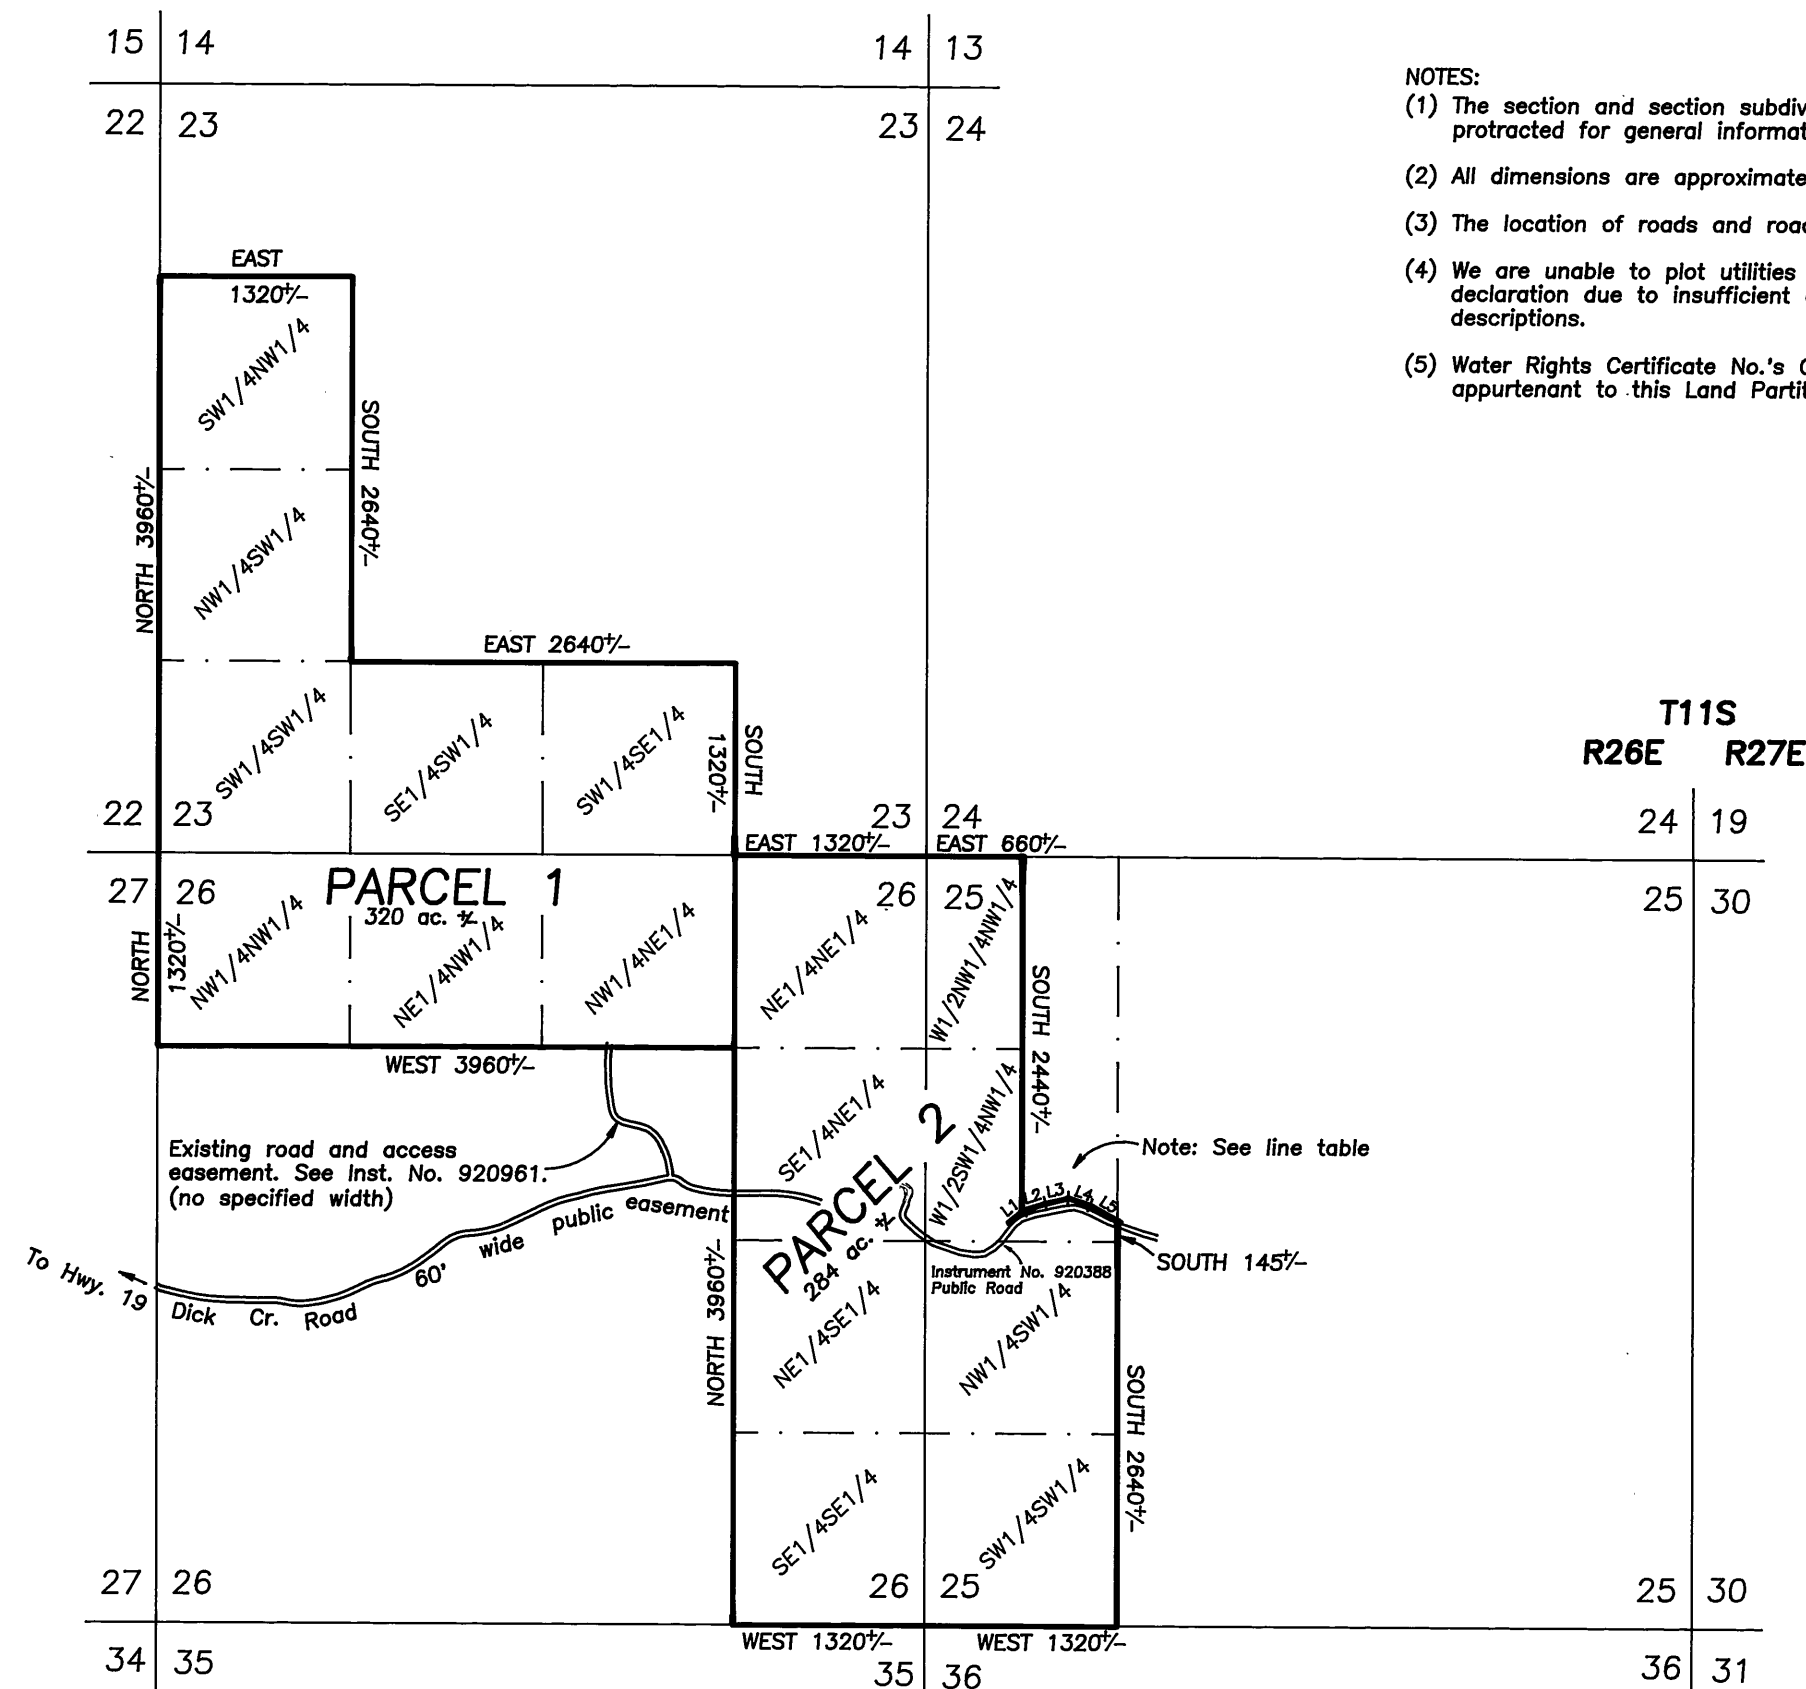 15 14
14 13
22 23
23 24
NOTES:
(1) The section and section subdiv
protracted for general informat
(2) All dimensions are approximate
(3) The location of roads and road
(4) We are unable to plot utilities
declaration due to insufficient
descriptions.
(5) Water Rights Certificate No.'s
appurtenant to this Land Partit
EAST
1320+/-
SW1/4NW1/4
SOUTH 2640+/-
NORTH 3960+/-
NW1/4SW1/4
EAST 2640+/-
SW1/4SW1/4
SE1/4SW1/4
SW1/4SE1/4
1320+/-
SOUTH
T11S
R26E R27E
22 23
23 24
24 19
EAST 1320+/-
EAST 660+/-
27 26
PARCEL 1
320 ac. +/-
26 25
25 30
NORTH
1320+/-
NW1/4NW1/4
NE1/4NW1/4
NW1/4NE1/4
NE1/4NE1/4
W1/2NW1/4NW1/4
SOUTH 2440+/-
WEST 3960+/-
SE1/4NE1/4
W1/2SW1/4NW1/4
Existing road and access
easement. See Inst. No. 920961.
(no specified width)
Note: See line table
PARCEL 2
284 ac. +/-
L1
L2
L3
L4
L5
60' wide public easement
To Hwy. 19
Dick Cr. Road
Instrument No. 920388
Public Road
SOUTH 145+/-
NORTH 3960+/-
NE1/4SE1/4
NW1/4SW1/4
SOUTH 2640+/-
SE1/4SE1/4
SW1/4SW1/4
27 26
26 25
25 30
WEST 1320+/-
WEST 1320+/-
34 35
35 36
36 31